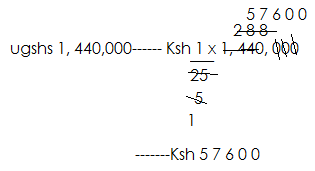 5 7 6 0 0
2 8 8
ugshs 1, 440,000------ Ksh 1 x 1, 440, 000
25
5
1
-------Ksh 5 7 6 0 0